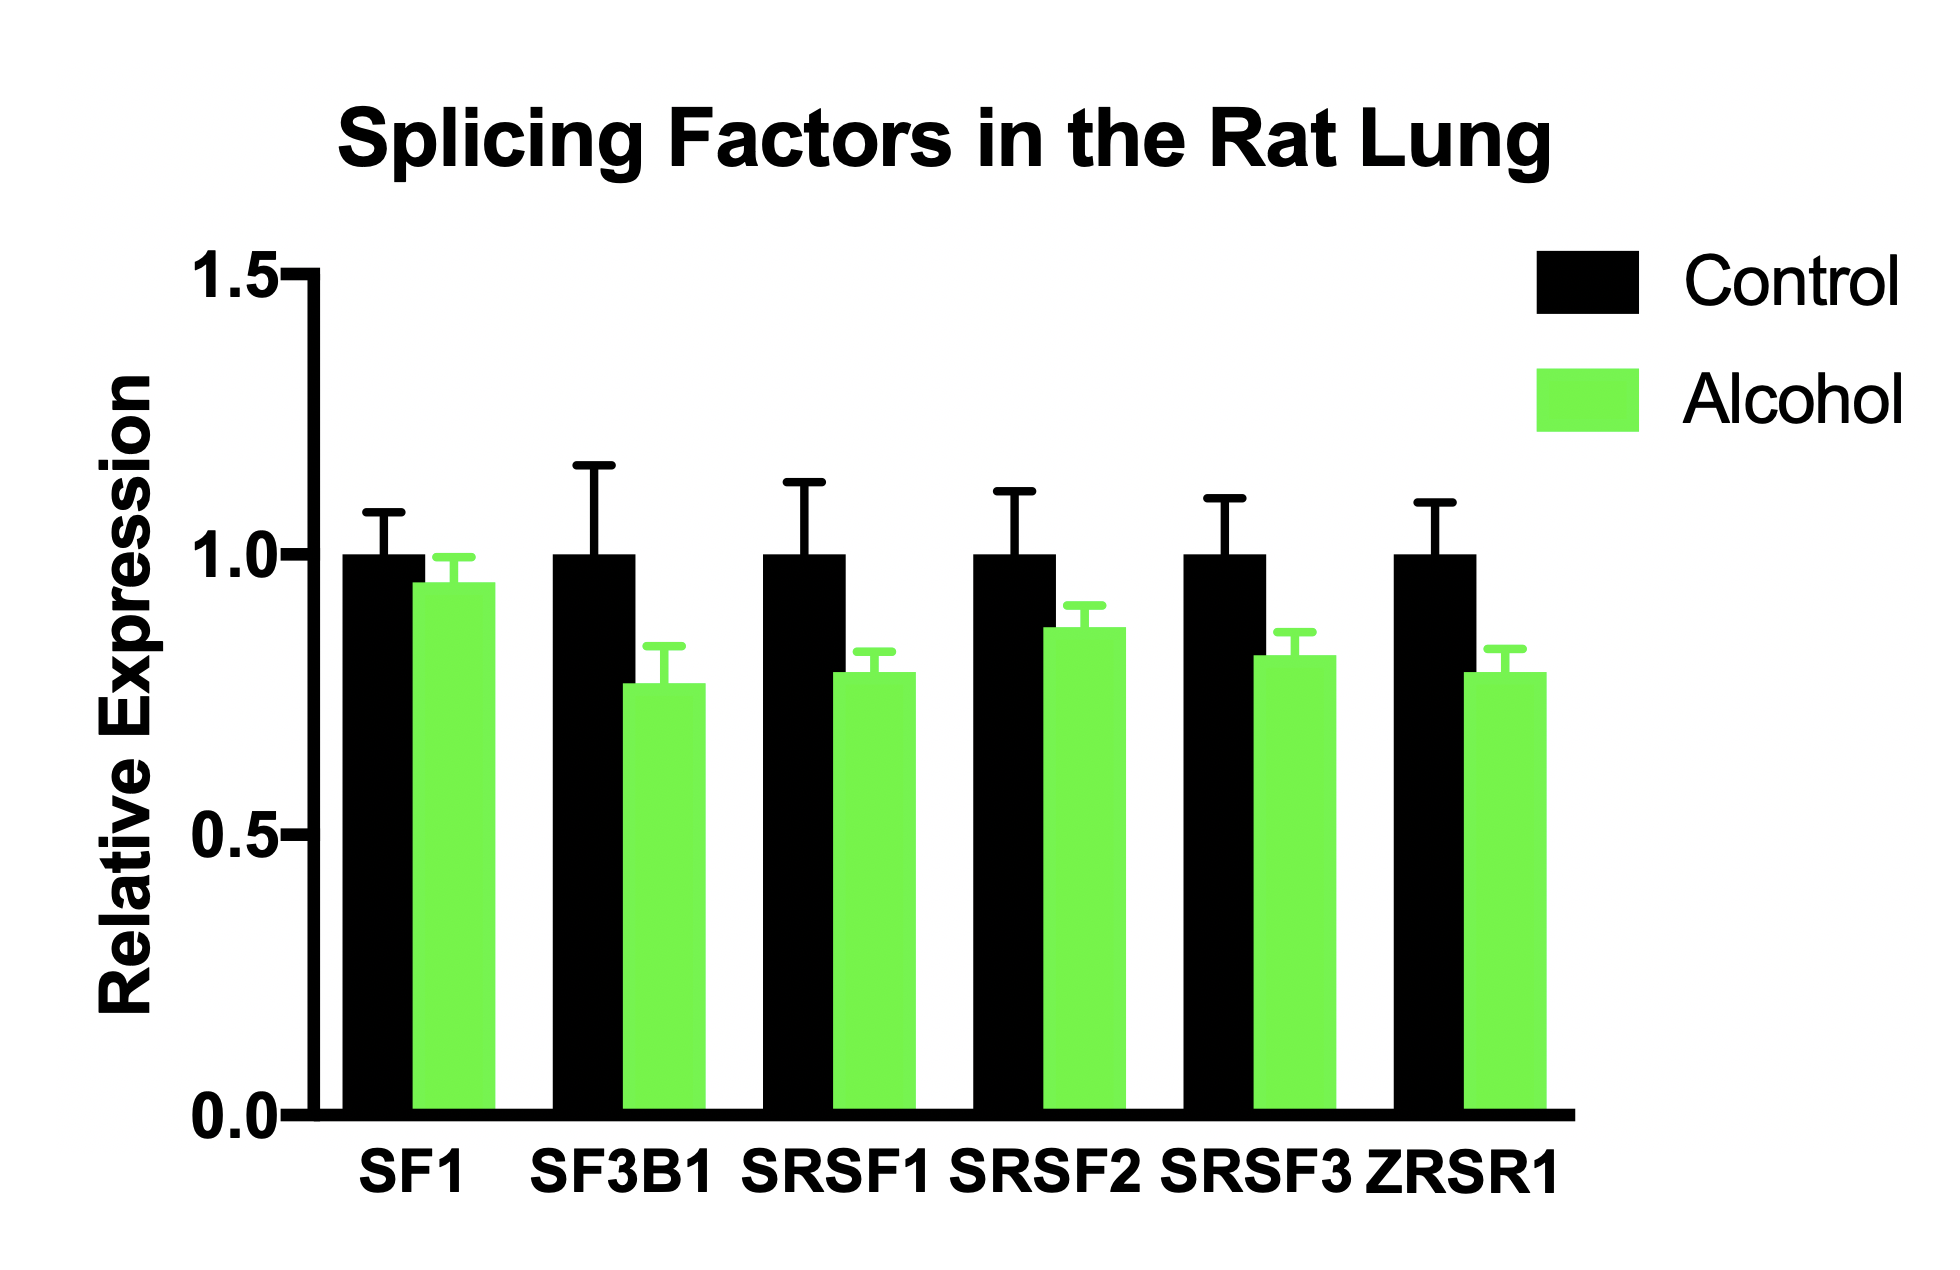 Splicing Factors in the Rat Lung
Control
Alcohol
Relative Expression
1.5
1.0
0.5
0.0
SF1 SF3B1 SRSF1 SRSF2 SRSF3 ZRSR1